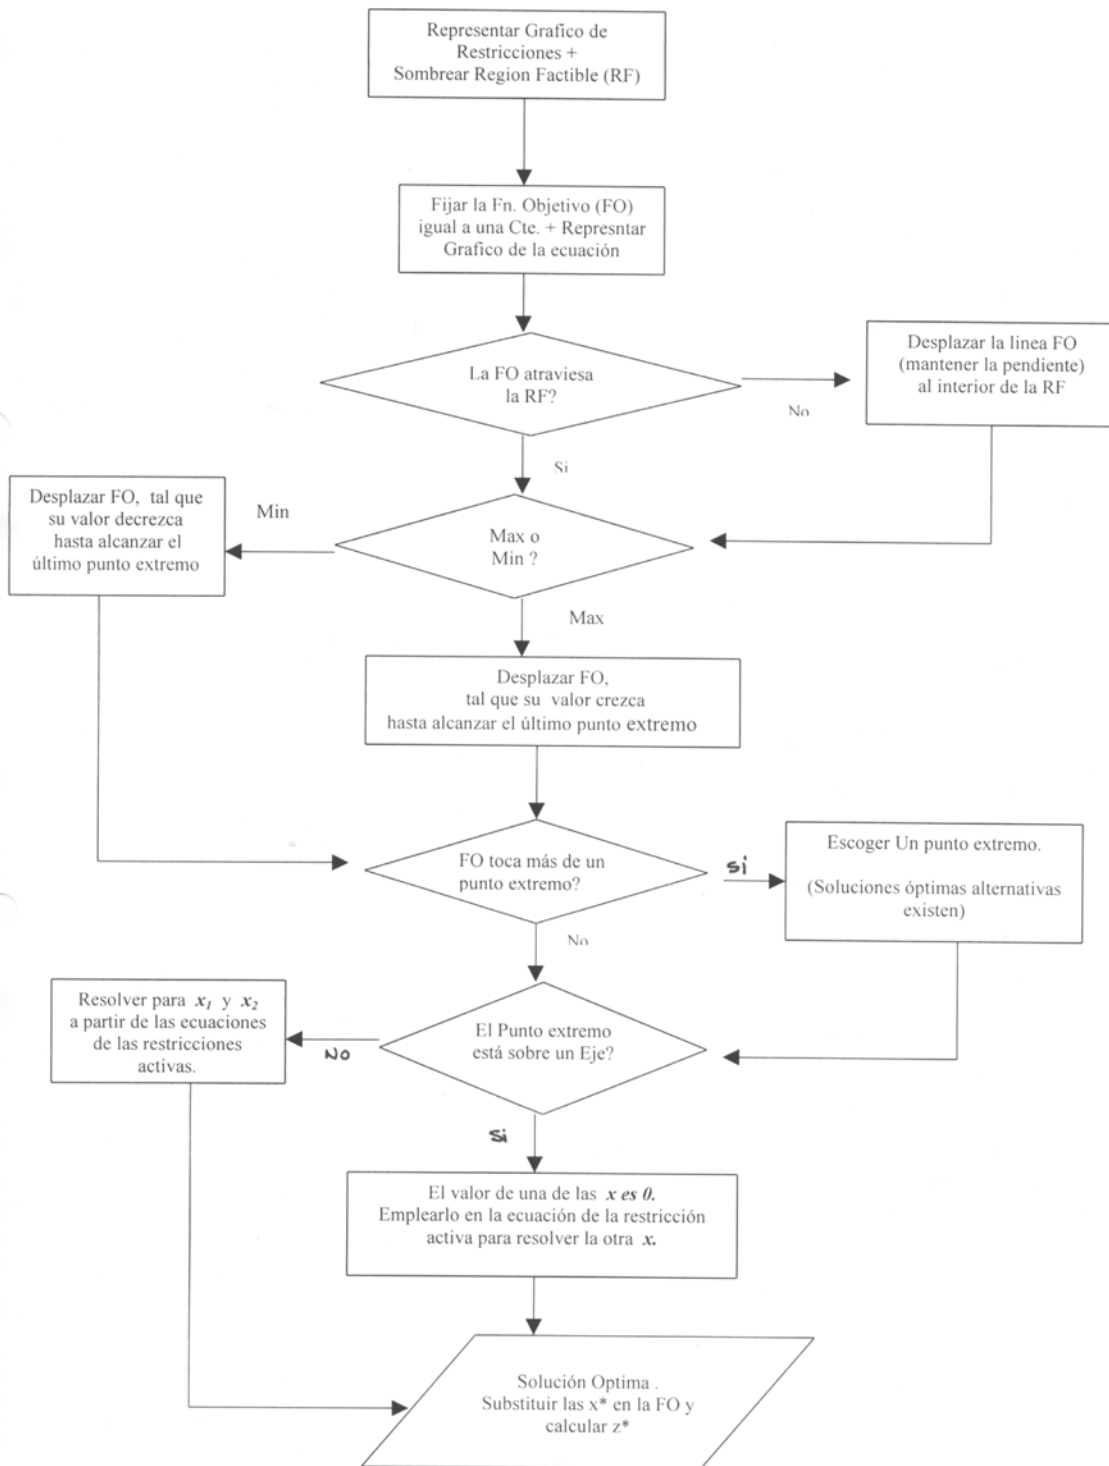 Representar Grafico de
Restricciones +
Sombrear Region Factible (RF)
Fijar la Fn. Objetivo (FO)
igual a una Cte. + Represntar
Grafico de la ecuación
La FO atraviesa
la RF?
No
Desplazar la linea FO
(mantener la pendiente)
al interior de la RF
Si
Max o
Min ?
Min
Desplazar FO, tal que
su valor decrezca
hasta alcanzar el
último punto extremo
Max
Desplazar FO,
tal que su valor crezca
hasta alcanzar el último punto extremo
FO toca más de un
punto extremo?
si
Escoger Un punto extremo.
(Soluciones óptimas alternativas
existen)
No
El Punto extremo
está sobre un Eje?
No
Resolver para x1 y x2
a partir de las ecuaciones
de las restricciones
activas.
Si
El valor de una de las x es 0.
Emplearlo en la ecuación de la restricción
activa para resolver la otra x.
Solución Optima .
Substituir las x* en la FO y
calcular z*